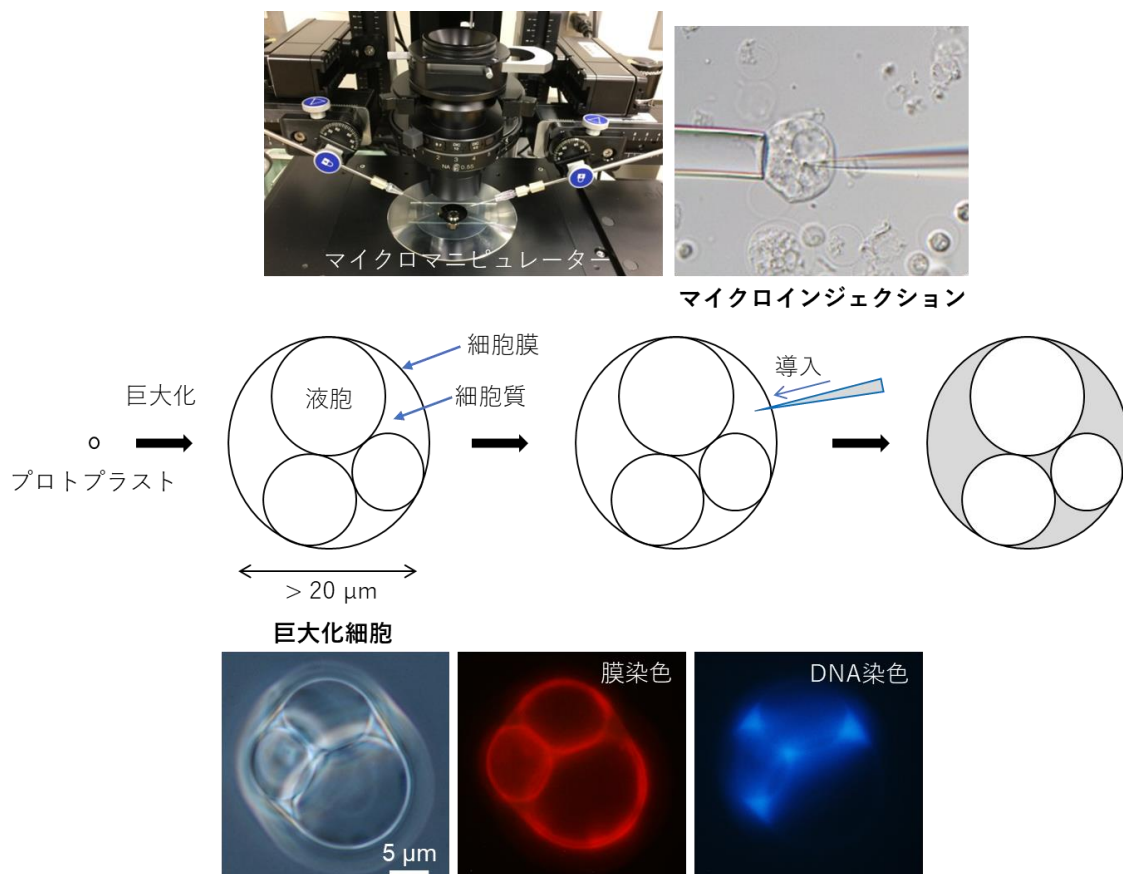 マイクロマニピュレーター
マイクロインジェクション
細胞膜
導入
巨大化
液胞
細胞質
プロトプラスト
> 20 μm
巨大化細胞
膜染色
DNA染色
5 μm